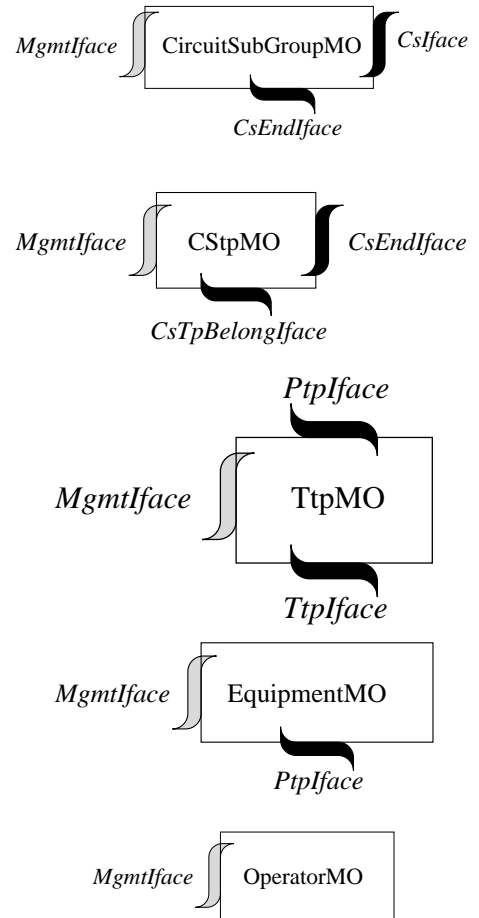 MgmtIface
CircuitSubGroupMO
CsIface
CsEndIface
MgmtIface
CStpMO
CsEndIface
CsTpBelongIface
PtpIface
MgmtIface
TtpMO
TtpIface
MgmtIface
EquipmentMO
PtpIface
MgmtIface
OperatorMO